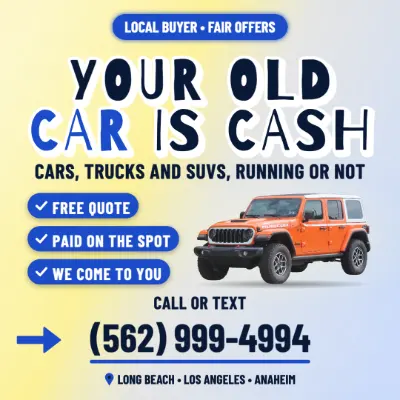 LOCAL BUYER • FAIR OFFERS
YOUR OLD
CAR IS CASH
CARS, TRUCKS AND SUVS, RUNNING OR NOT
FREE QUOTE
PAID ON THE SPOT
WE COME TO YOU
CALL OR TEXT
(562) 999-4994
LONG BEACH • LOS ANGELES • ANAHEIM